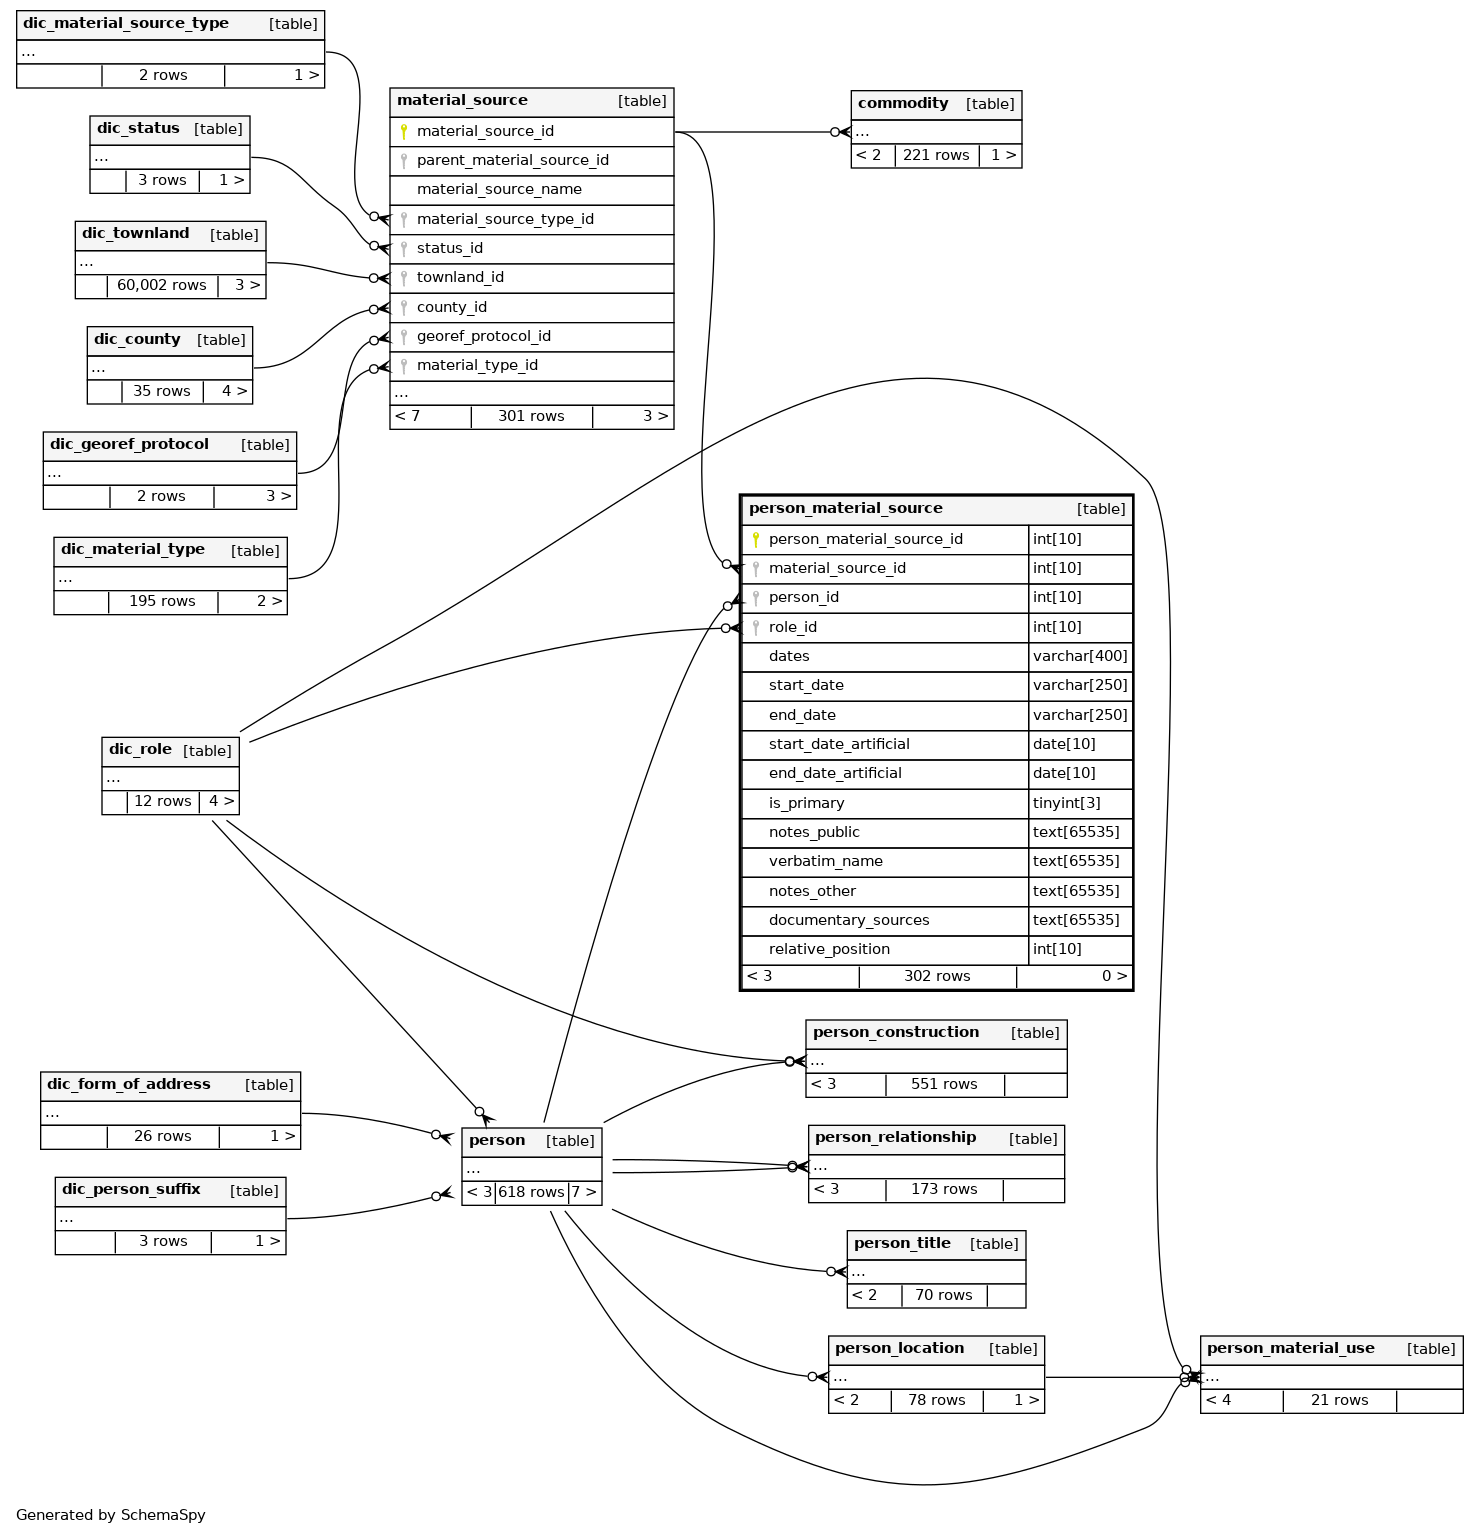 dic_material_source_type [table]
...
2 rows 1 >
dic_status [table]
...
3 rows 1 >
dic_townland [table]
...
60,002 rows 3 >
dic_county [table]
...
35 rows 4 >
dic_georef_protocol [table]
...
2 rows 3 >
dic_material_type [table]
...
195 rows 2 >
material_source [table]
material_source_id
parent_material_source_id
material_source_name
material_source_type_id
status_id
townland_id
county_id
georef_protocol_id
material_type_id
...
< 7 301 rows 3 >
commodity [table]
...
< 2 221 rows 1 >
person_material_source [table]
person_material_source_id int[10]
material_source_id int[10]
person_id int[10]
role_id int[10]
dates varchar[400]
start_date varchar[250]
end_date varchar[250]
start_date_artificial date[10]
end_date_artificial date[10]
is_primary tinyint[3]
notes_public text[65535]
verbatim_name text[65535]
notes_other text[65535]
documentary_sources text[65535]
relative_position int[10]
< 3 302 rows 0 >
dic_role [table]
...
12 rows 4 >
dic_form_of_address [table]
...
26 rows 1 >
dic_person_suffix [table]
...
3 rows 1 >
person [table]
...
< 3 618 rows 7 >
person_construction [table]
...
< 3 551 rows
person_relationship [table]
...
< 3 173 rows
person_title [table]
...
< 2 70 rows
person_location [table]
...
< 2 78 rows 1 >
person_material_use [table]
...
< 4 21 rows
Generated by SchemaSpy